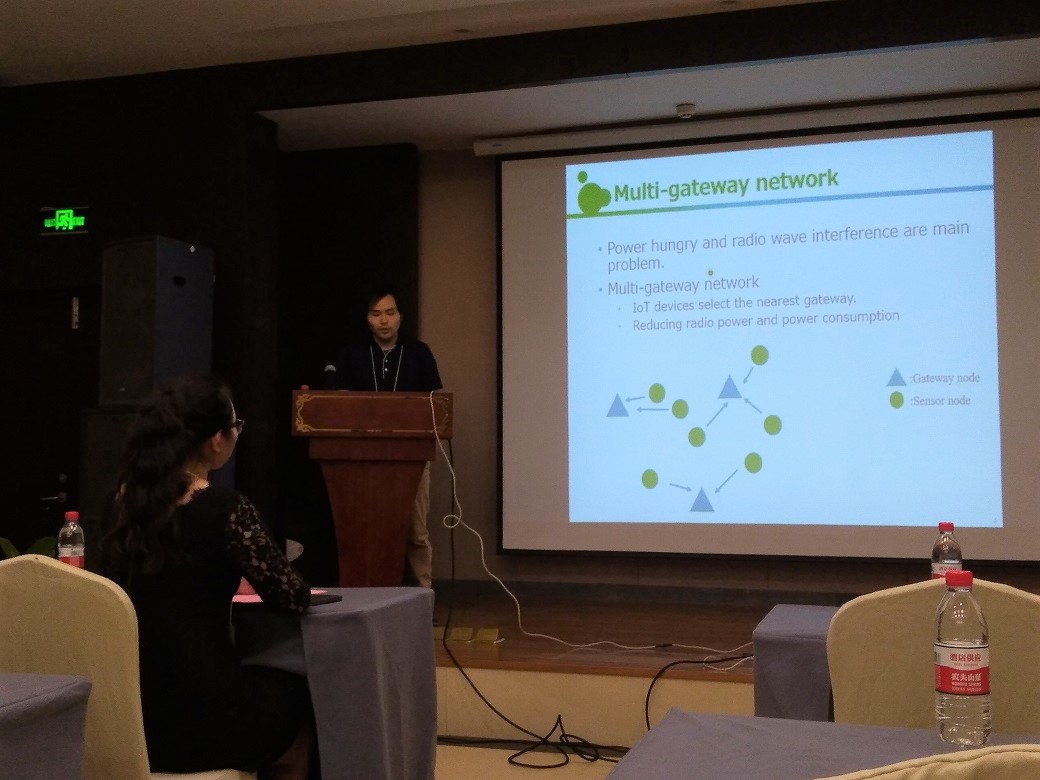 Multi-gateway network
• Power hungry and radio wave interference are main
problem.
• Multi-gateway network
· IoT devices select the nearest gateway.
· Reducing radio power and power consumption
:Gateway node
:Sensor node
酒店供应
农夫山泉